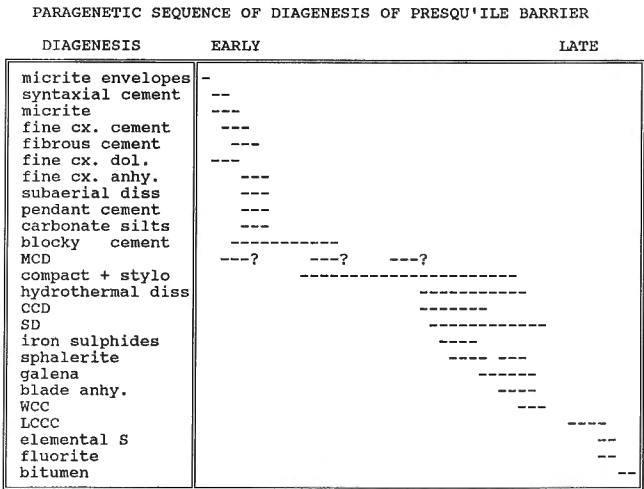 PARAGENETIC SEQUENCE OF DIAGENESIS OF PRESQU'ILE BARRIER
DIAGENESIS EARLY LATE
micrite envelopes -
syntaxial cement --
micrite ---
fine cx. cement ---
fibrous cement ---
fine cx. dol. ---
fine cx. anhy. ---
subaerial diss ---
pendant cement ---
carbonate silts ---
blocky cement -----------
MCD ---? ---? ---?
compact + stylo -----------------------
hydrothermal diss -----------
CCD -------
SD ------------
iron sulphides ----
sphalerite ---- ---
galena ------
blade anhy. ----
WCC ---
LCCC ----
elemental S --
fluorite --
bitumen --